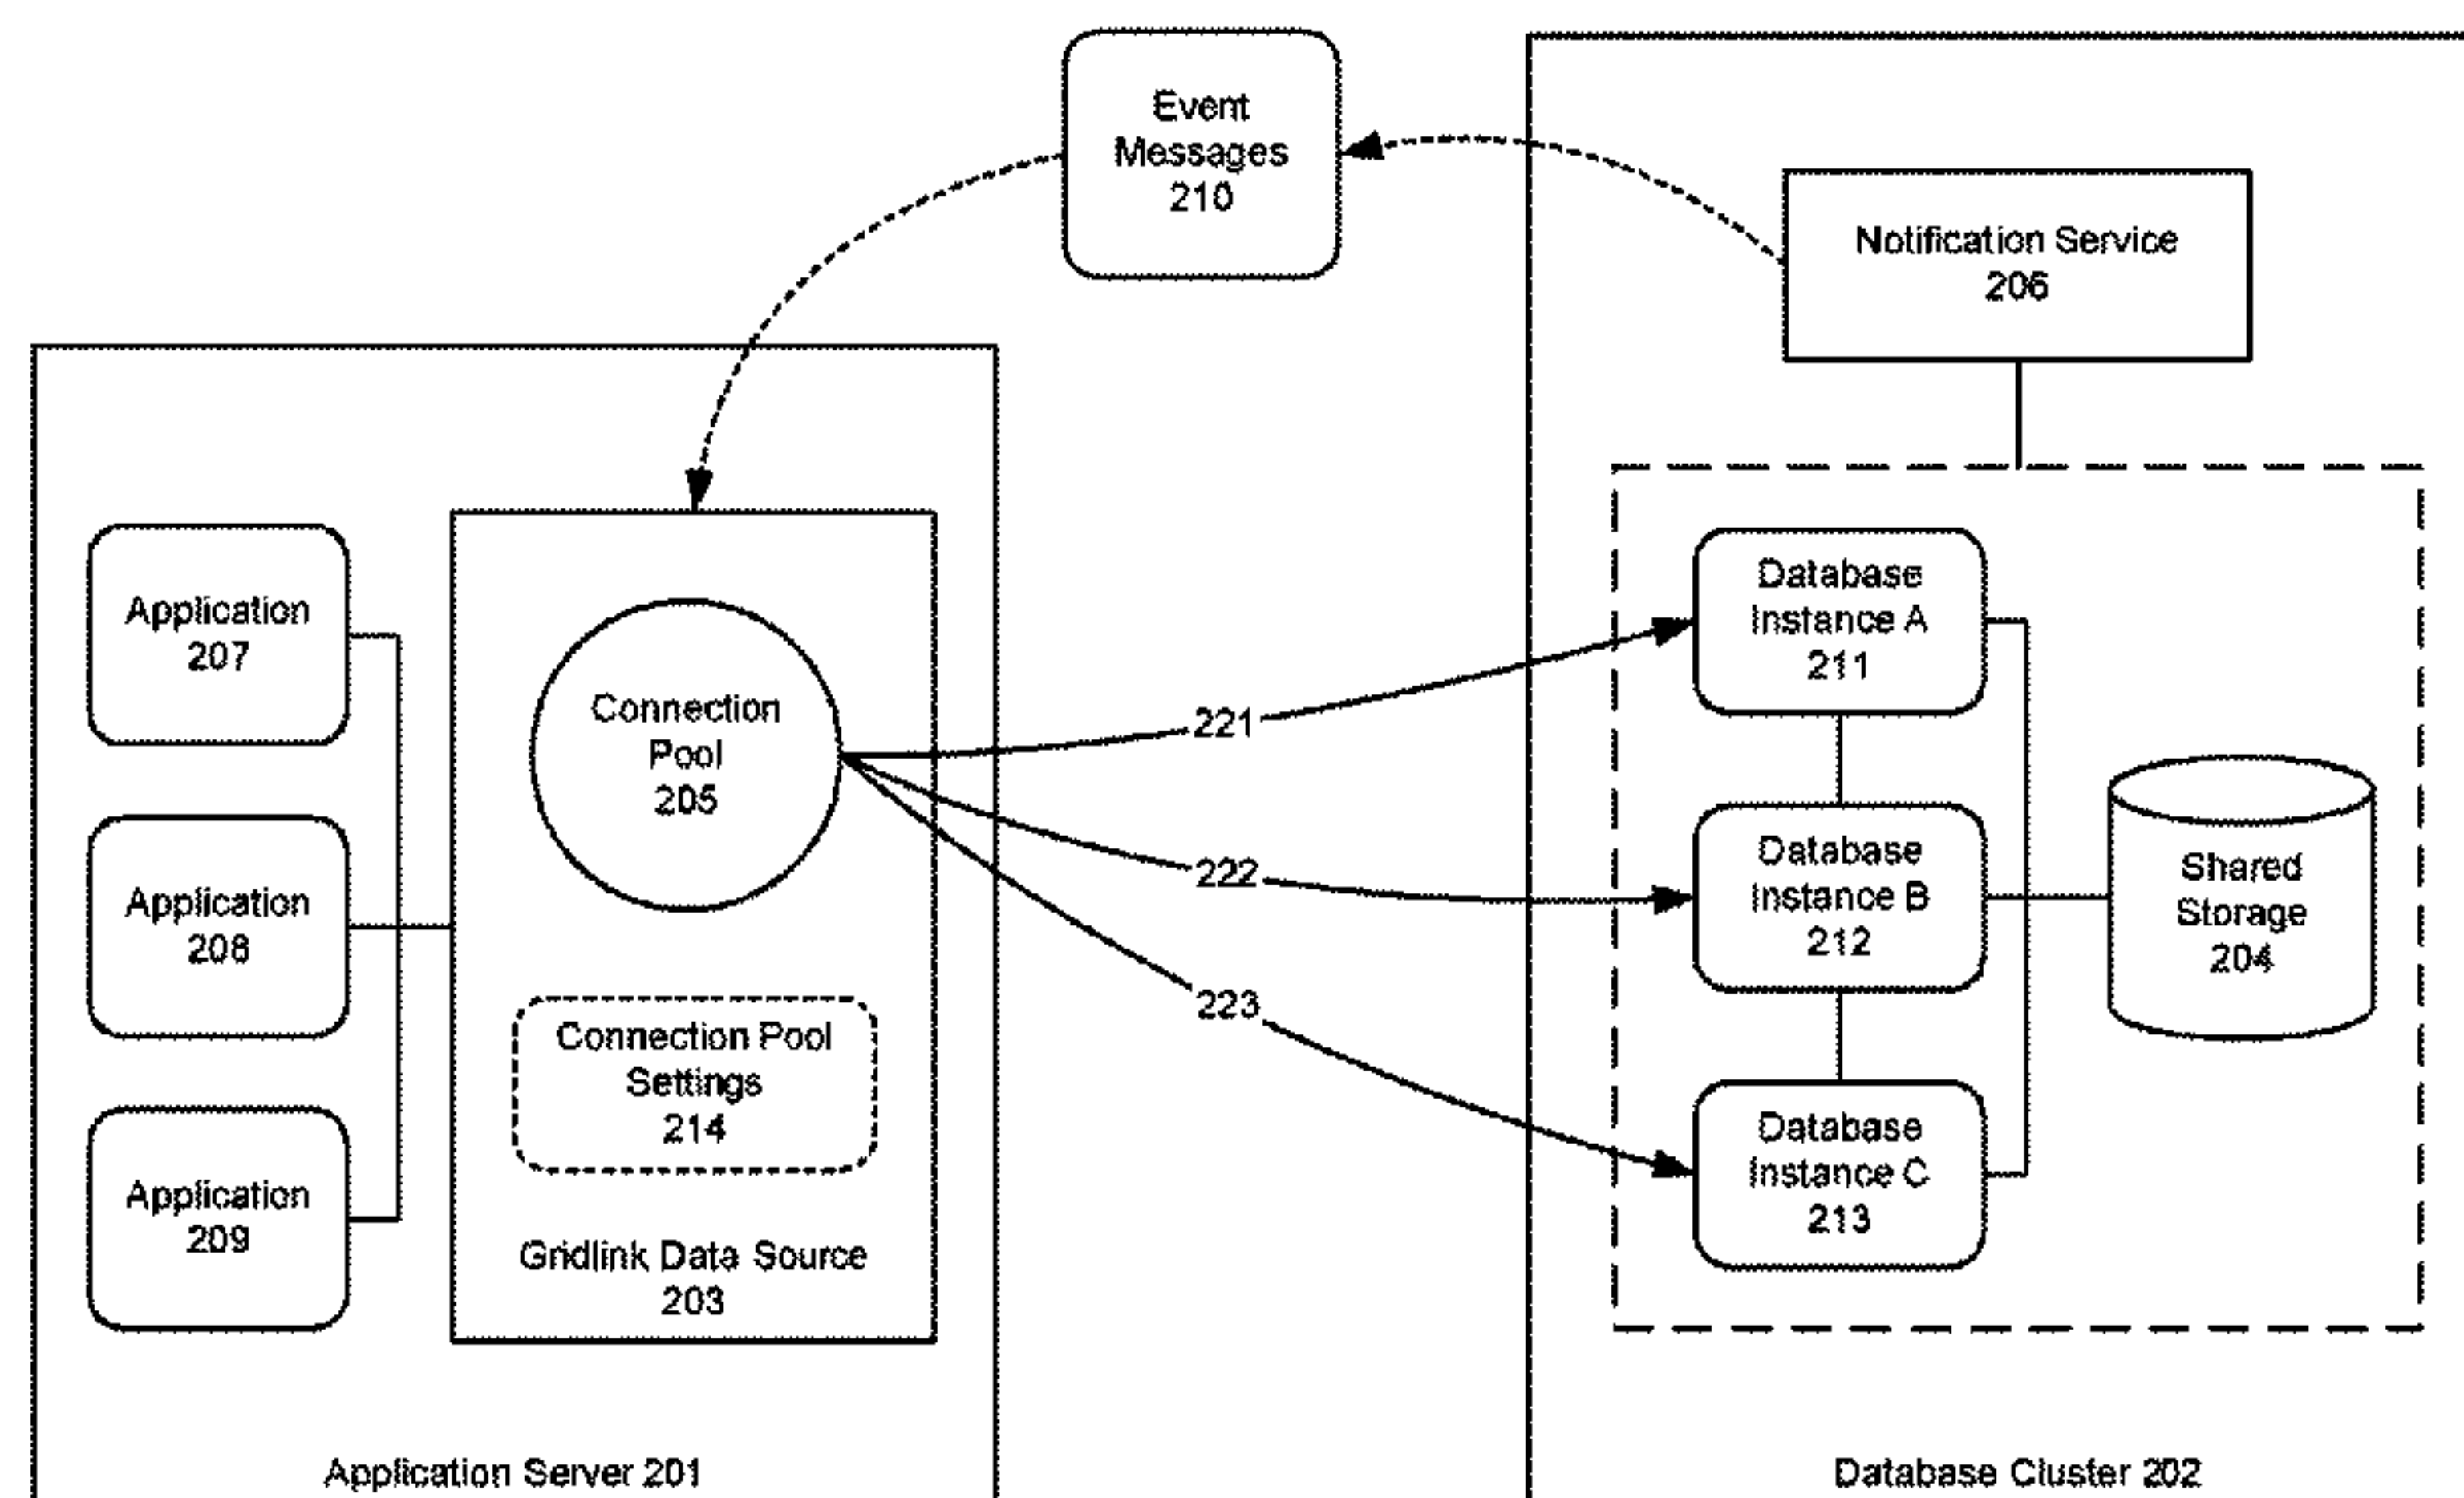 Event
Messages
210
Notification Service
206
Application
207
Application
208
Application
209
Connection
Pool
205
Connection Pool
Settings
214
Gridlink Data Source
203
221
222
223
Database
Instance A
211
Database
Instance B
212
Database
Instance C
213
Shared
Storage
204
Application Server 201
Database Cluster 202